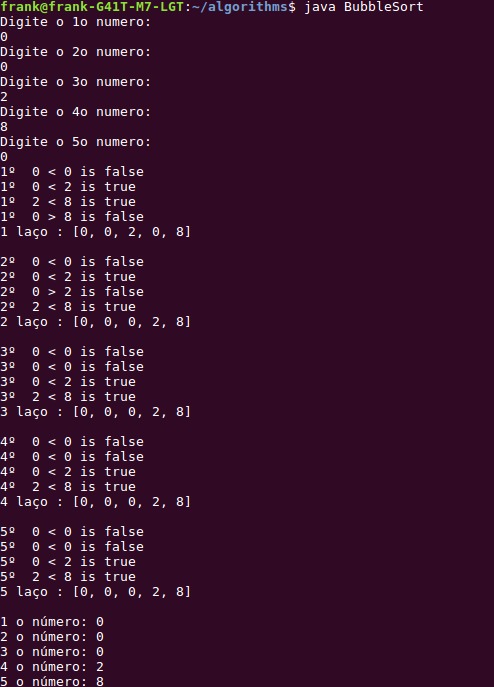 frank@frank-G41T-M7-LGT:~/algorithms$ java BubbleSort
Digite o 1o numero:
0
Digite o 2o numero:
0
Digite o 3o numero:
2
Digite o 4o numero:
8
Digite o 5o numero:
0
1º  0 < 0 is false
1º  0 < 2 is true
1º  2 < 8 is true
1º  0 > 8 is false
1 laço : [0, 0, 2, 0, 8]

2º  0 < 0 is false
2º  0 < 2 is true
2º  0 > 2 is false
2º  2 < 8 is true
2 laço : [0, 0, 0, 2, 8]

3º  0 < 0 is false
3º  0 < 0 is false
3º  0 < 2 is true
3º  2 < 8 is true
3 laço : [0, 0, 0, 2, 8]

4º  0 < 0 is false
4º  0 < 0 is false
4º  0 < 2 is true
4º  2 < 8 is true
4 laço : [0, 0, 0, 2, 8]

5º  0 < 0 is false
5º  0 < 0 is false
5º  0 < 2 is true
5º  2 < 8 is true
5 laço : [0, 0, 0, 2, 8]

1 o número: 0
2 o número: 0
3 o número: 0
4 o número: 2
5 o número: 8